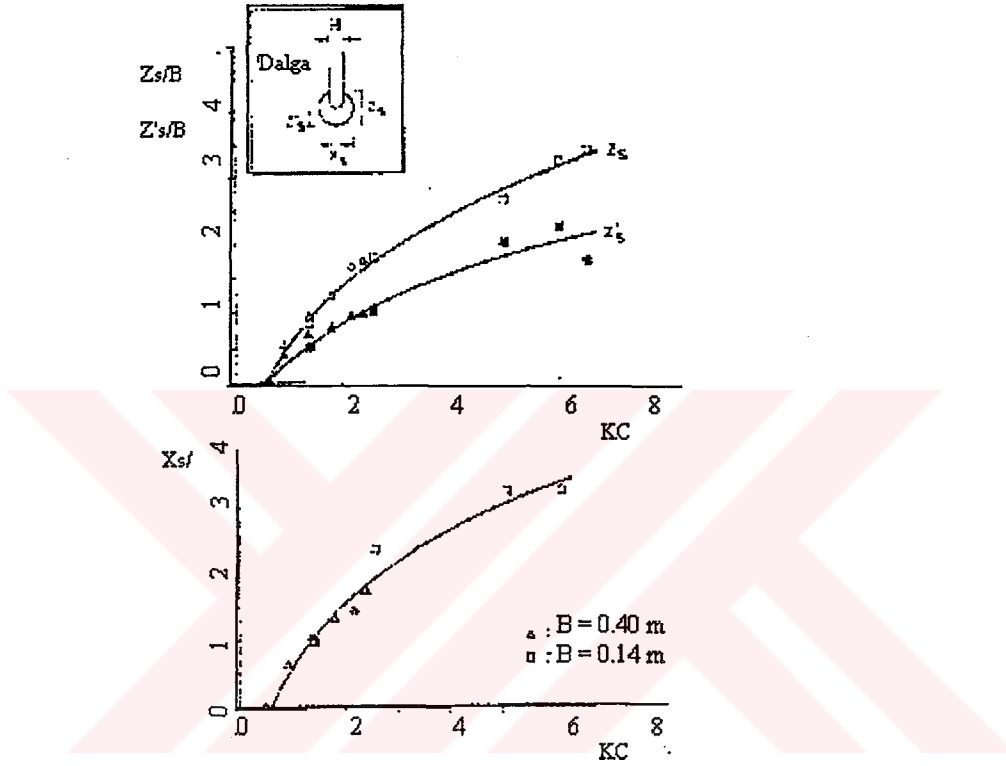 Dalga
Zs/B
Z's/B
4
3
2
1
0
Zs
Z's
0 2 4 6 8
KC
Xs/
4
3
2
1
0
▵ : B = 0.40 m
▫ : B = 0.14 m
0 2 4 6 8
KC